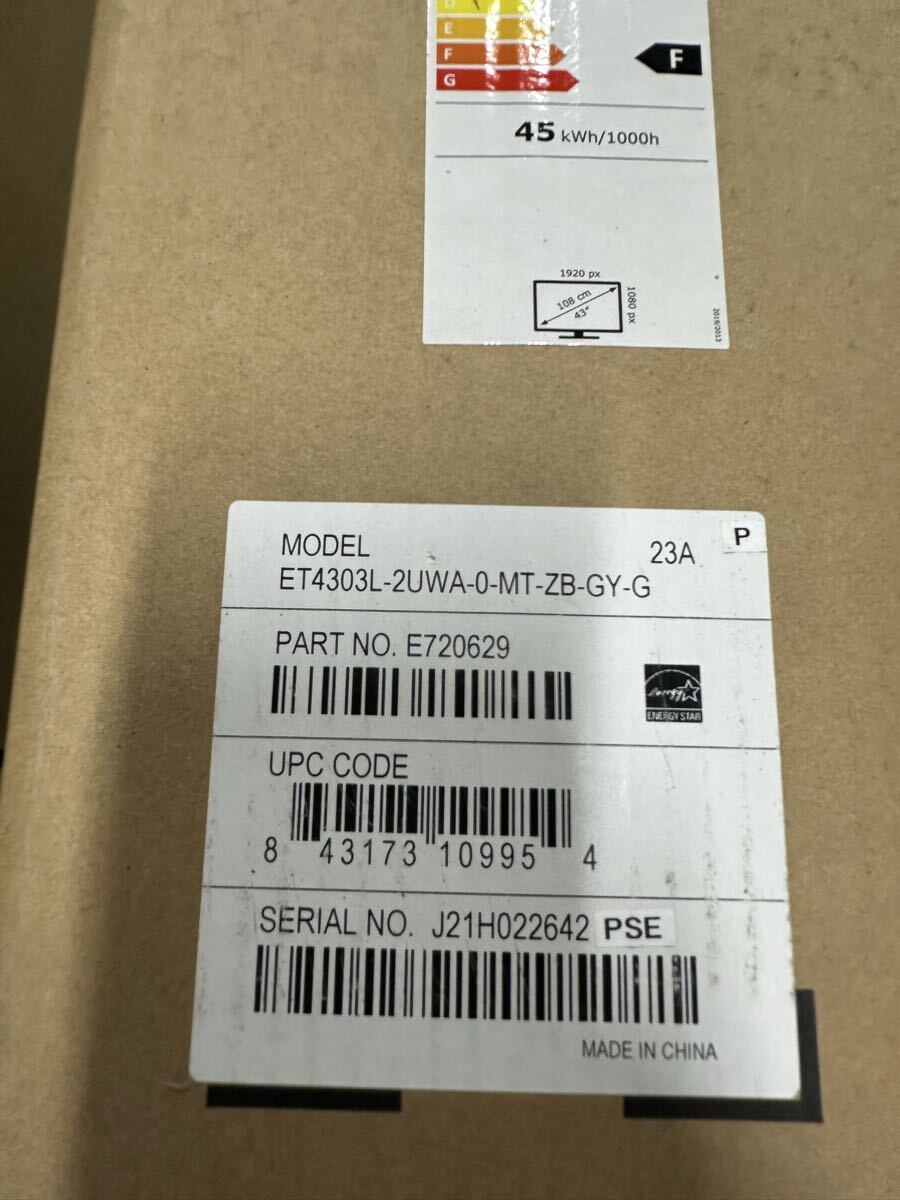 D
E
F
G
F
45 kWh/1000h
1920 px
1080 px
108 cm
43"
2019/2013
P
MODEL 23A
ET4303L-2UWA-0-MT-ZB-GY-G
PART NO. E720629
energy
ENERGY STAR
UPC CODE
8 43173 10995 4
SERIAL NO. J21H022642 PSE
MADE IN CHINA